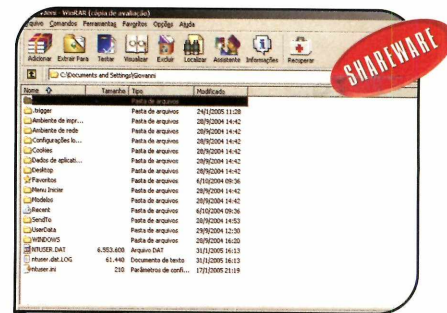 WinRAR (cópia de avaliação)
Comandos Ferramentas Favoritos Opções Ajuda
Adicionar Extrair Para Testar Visualizar Excluir Localizar Assistente Informações Recuperar
SHAREWARE
C:\Documents and Settings\Giovanni
Nome Tamanho Tipo Modificado
Pasta de arquivos
.trigger Pasta de arquivos 24/1/2005 11:28
Ambiente de impr... Pasta de arquivos 28/9/2004 14:42
Ambiente de rede Pasta de arquivos 28/9/2004 14:42
Configurações lo... Pasta de arquivos 28/9/2004 14:42
Cookies Pasta de arquivos 28/9/2004 14:42
Dados de aplicati... Pasta de arquivos 28/9/2004 14:42
Desktop Pasta de arquivos 28/9/2004 14:42
Favoritos Pasta de arquivos 6/10/2004 09:36
Menu Iniciar Pasta de arquivos 28/9/2004 14:42
Modelos Pasta de arquivos 28/9/2004 14:42
Recent Pasta de arquivos 6/10/2004 09:36
SendTo Pasta de arquivos 28/9/2004 14:53
UserData Pasta de arquivos 29/9/2004 12:30
WINDOWS Pasta de arquivos 28/9/2004 16:20
NTUSER.DAT 6.553.600 Arquivo DAT 31/1/2005 16:13
ntuser.dat.LOG 61.440 Documento de texto 31/1/2005 16:13
ntuser.ini 210 Parâmetros de confi... 17/1/2005 21:19